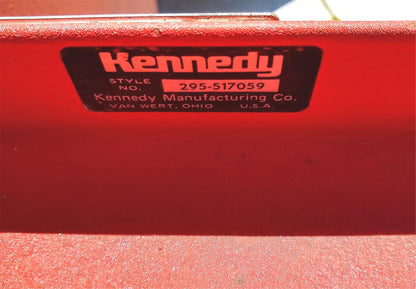 Kennedy
STYLE NO. 295-517059
Kennedy Manufacturing Co.
VAN WERT, OHIO U.S.A.